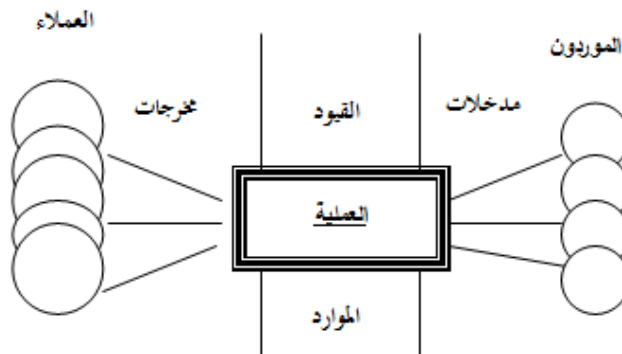 العملاء
الموردون
مدخلات
القيود
مخرجات
العملية
الموارد